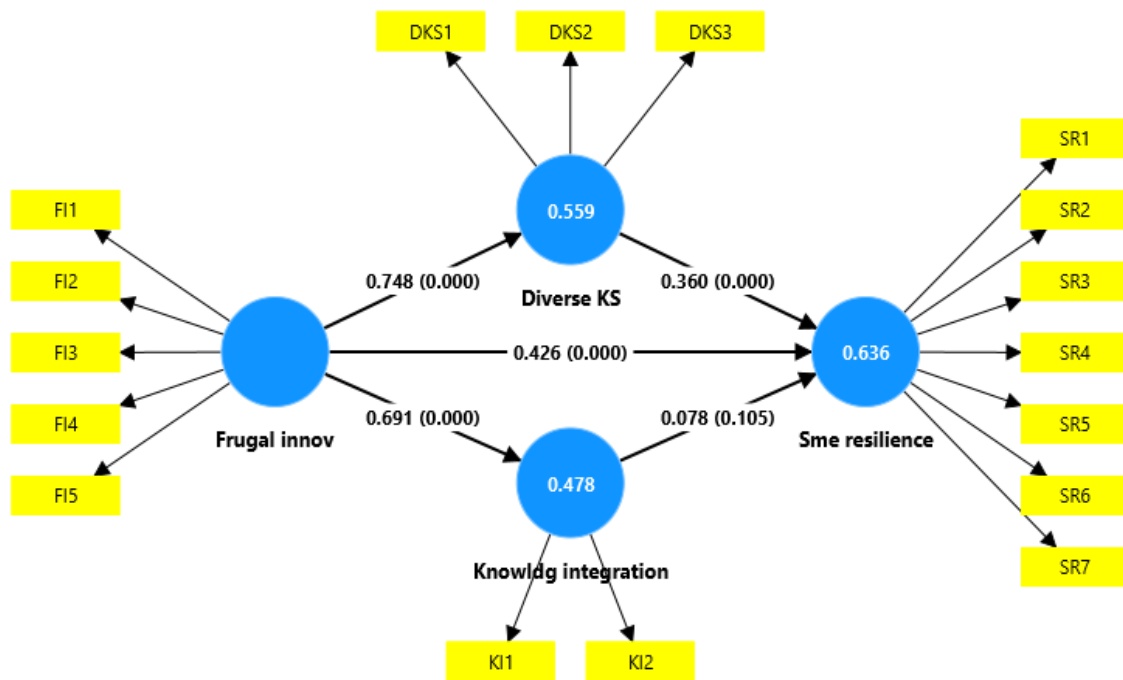 DKS1
DKS2
DKS3
SR1
FI1
0.559
SR2
FI2
0.748 (0.000)
0.360 (0.000)
SR3
Diverse KS
FI3
0.426 (0.000)
0.636
SR4
FI4
0.691 (0.000)
0.078 (0.105)
SR5
Frugal innov
Sme resilience
FI5
0.478
SR6
Knowldg integration
SR7
KI1
KI2